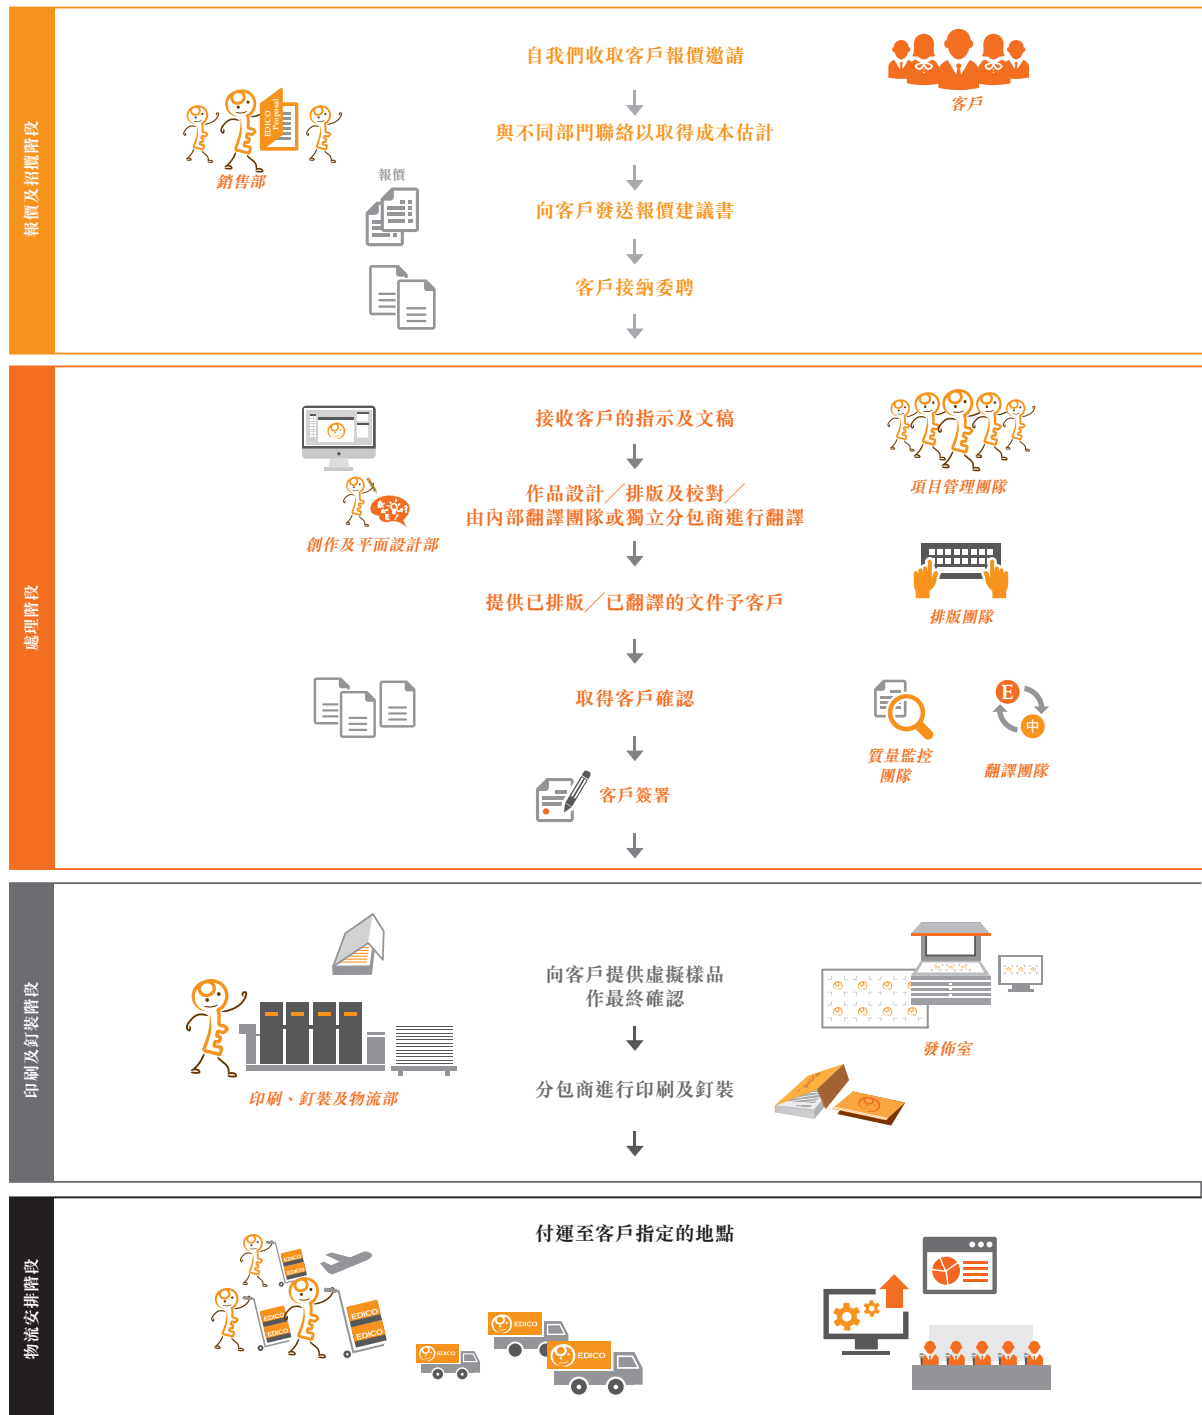 報價及招攬階段
自我們收取客戶報價邀請
客戶
EDICO
Proposal
銷售部
與不同部門聯絡以取得成本估計
報價
向客戶發送報價建議書
客戶接納委聘
處理階段
接收客戶的指示及文稿
項目管理團隊
作品設計╱排版及校對╱
由內部翻譯團隊或獨立分包商進行翻譯
創作及平面設計部
提供已排版╱已翻譯的文件予客戶
排版團隊
取得客戶確認
E
中
質量監控
團隊
翻譯團隊
客戶簽署
印刷及釘裝階段
向客戶提供虛擬樣品
作最終確認
發佈室
印刷、釘裝及物流部
分包商進行印刷及釘裝
物流安排階段
付運至客戶指定的地點
EDICO
EDICO
EDICO
EDICO
EDICO
EDICO
EDICO
EDICO
EDICO